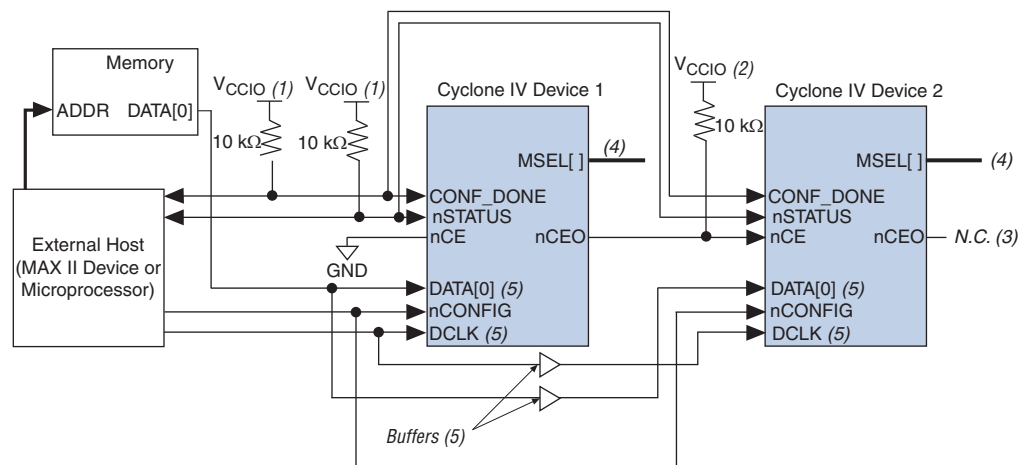 Memory
ADDR DATA[0]
VCCIO (1)
10 kΩ
VCCIO (1)
10 kΩ
Cyclone IV Device 1
MSEL[ ]
(4)
CONF_DONE
nSTATUS
nCE
nCEO
GND
DATA[0] (5)
nCONFIG
DCLK (5)
VCCIO (2)
10 kΩ
Cyclone IV Device 2
MSEL[ ]
(4)
CONF_DONE
nSTATUS
nCE
nCEO
N.C. (3)
DATA[0] (5)
nCONFIG
DCLK (5)
External Host
(MAX II Device or
Microprocessor)
Buffers (5)